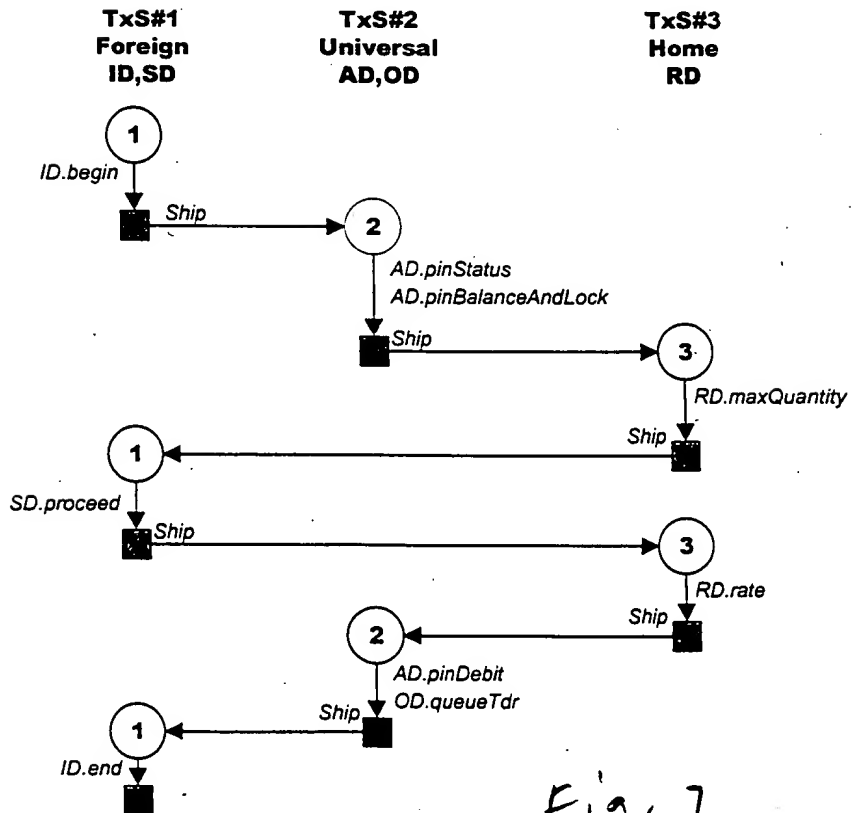 TxS#1
Foreign
ID,SD
TxS#2
Universal
AD,OD
TxS#3
Home
RD
1
ID.begin
Ship
2
AD.pinStatus
AD.pinBalanceAndLock
Ship
3
RD.maxQuantity
Ship
1
SD.proceed
Ship
3
RD.rate
Ship
2
AD.pinDebit
OD.queueTdr
Ship
1
ID.end
Fig. 7